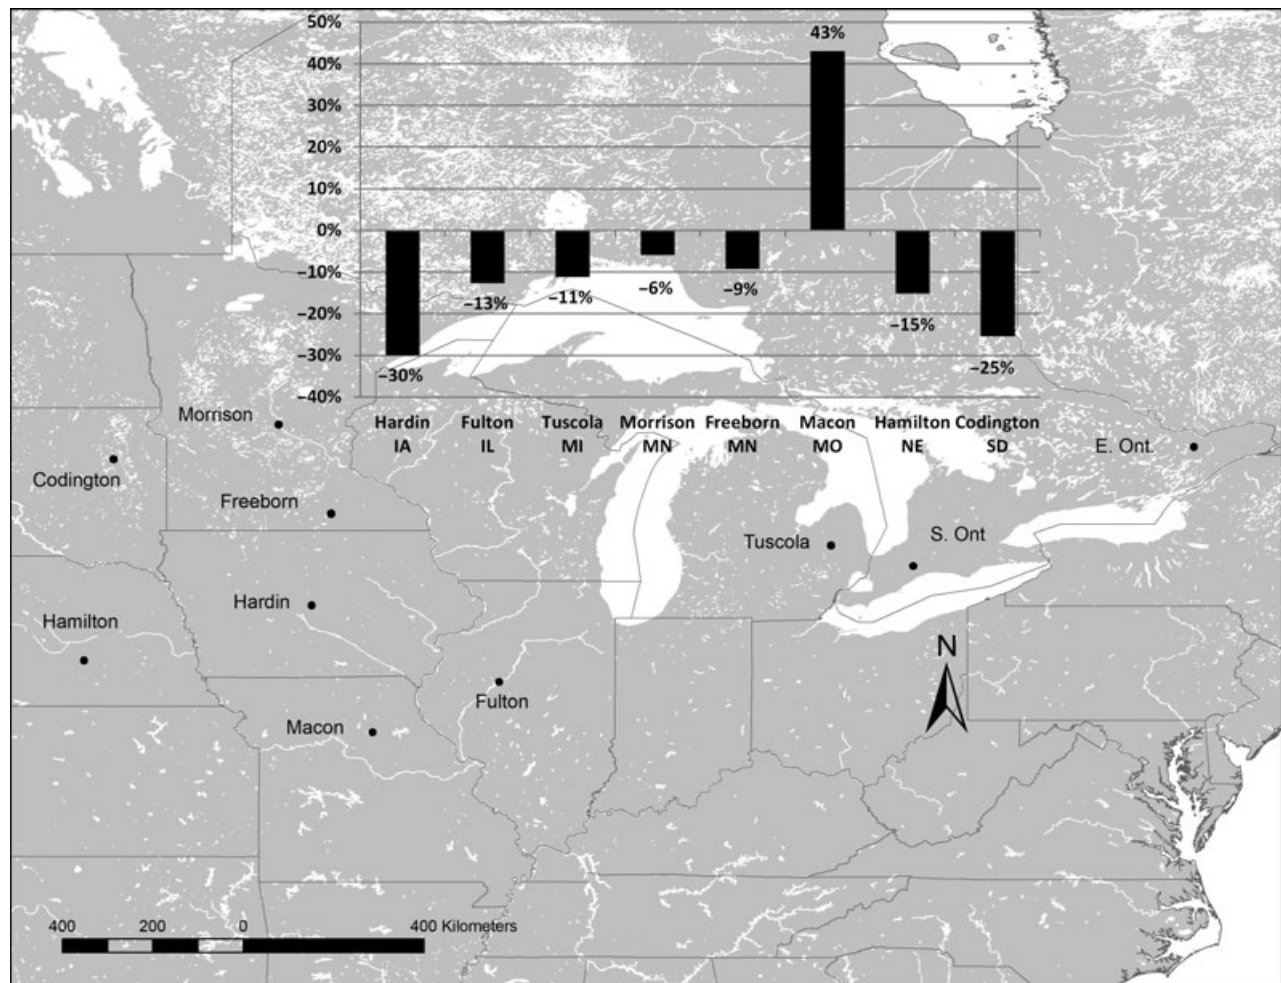 50%
43%
40%
30%
20%
10%
0%
−10%
−6%
−9%
−13%
−11%
−15%
−20%
−25%
−30%
−30%
−40%
Hardin Fulton Tuscola Morrison Freeborn Macon Hamilton Codington
IA IL MI MN MN MO NE SD
Morrison
E. Ont.
Codington
Freeborn
Tuscola
S. Ont
Hardin
Hamilton
N
Fulton
Macon
400 200 0 400 Kilometers